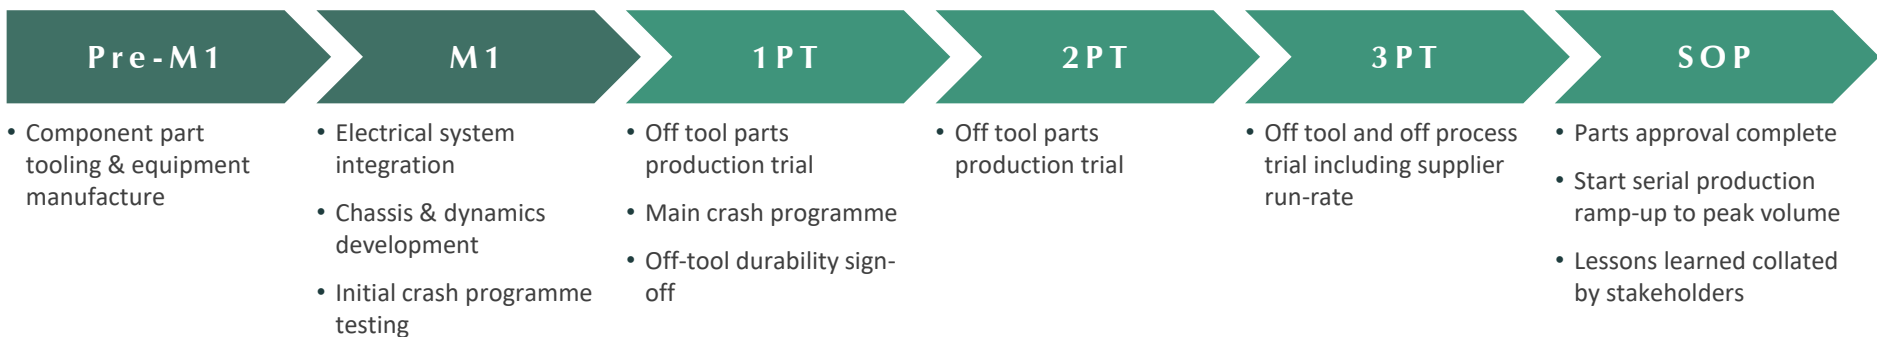 Pre-M1
M1
1PT
2PT
3PT
SOP
• Component part
tooling & equipment
manufacture
• Electrical system
integration
• Chassis & dynamics
development
• Initial crash programme
testing
• Off tool parts
production trial
• Main crash programme
• Off-tool durability sign-
off
• Off tool parts
production trial
• Off tool and off process
trial including supplier
run-rate
• Parts approval complete
• Start serial production
ramp-up to peak volume
• Lessons learned collated
by stakeholders